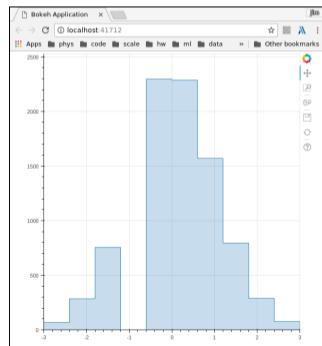 Bokeh Application
Jim
localhost:41712
Apps phys code scale hw ml data » Other bookmarks
2500
2000
1500
1000
500
0
-3 -2 -1 0 1 2 3